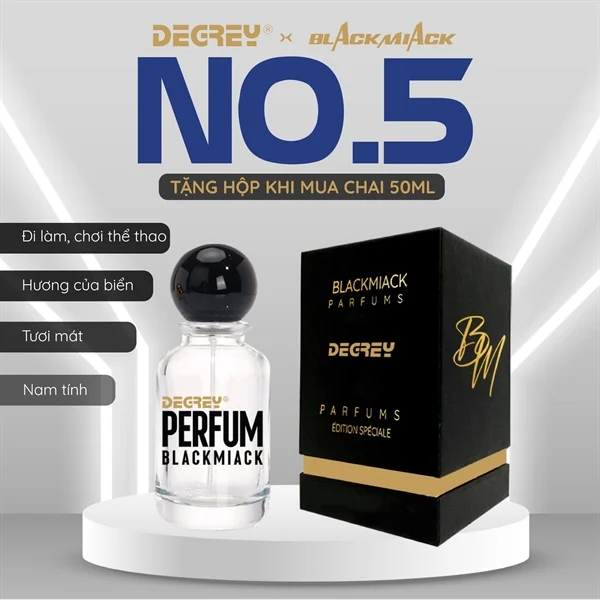 DEGREY® × BLACKMIACK
NO.5
TẶNG HỘP KHI MUA CHAI 50ML
Đi làm, chơi thể thao
Hương của biển
Tươi mát
Nam tính
DEGREY®
PERFUM
BLACKMIACK
BLACKMIACK
PARFUMS
DEGREY
PARFUMS
ÉDITION SPÉCIALE
BM